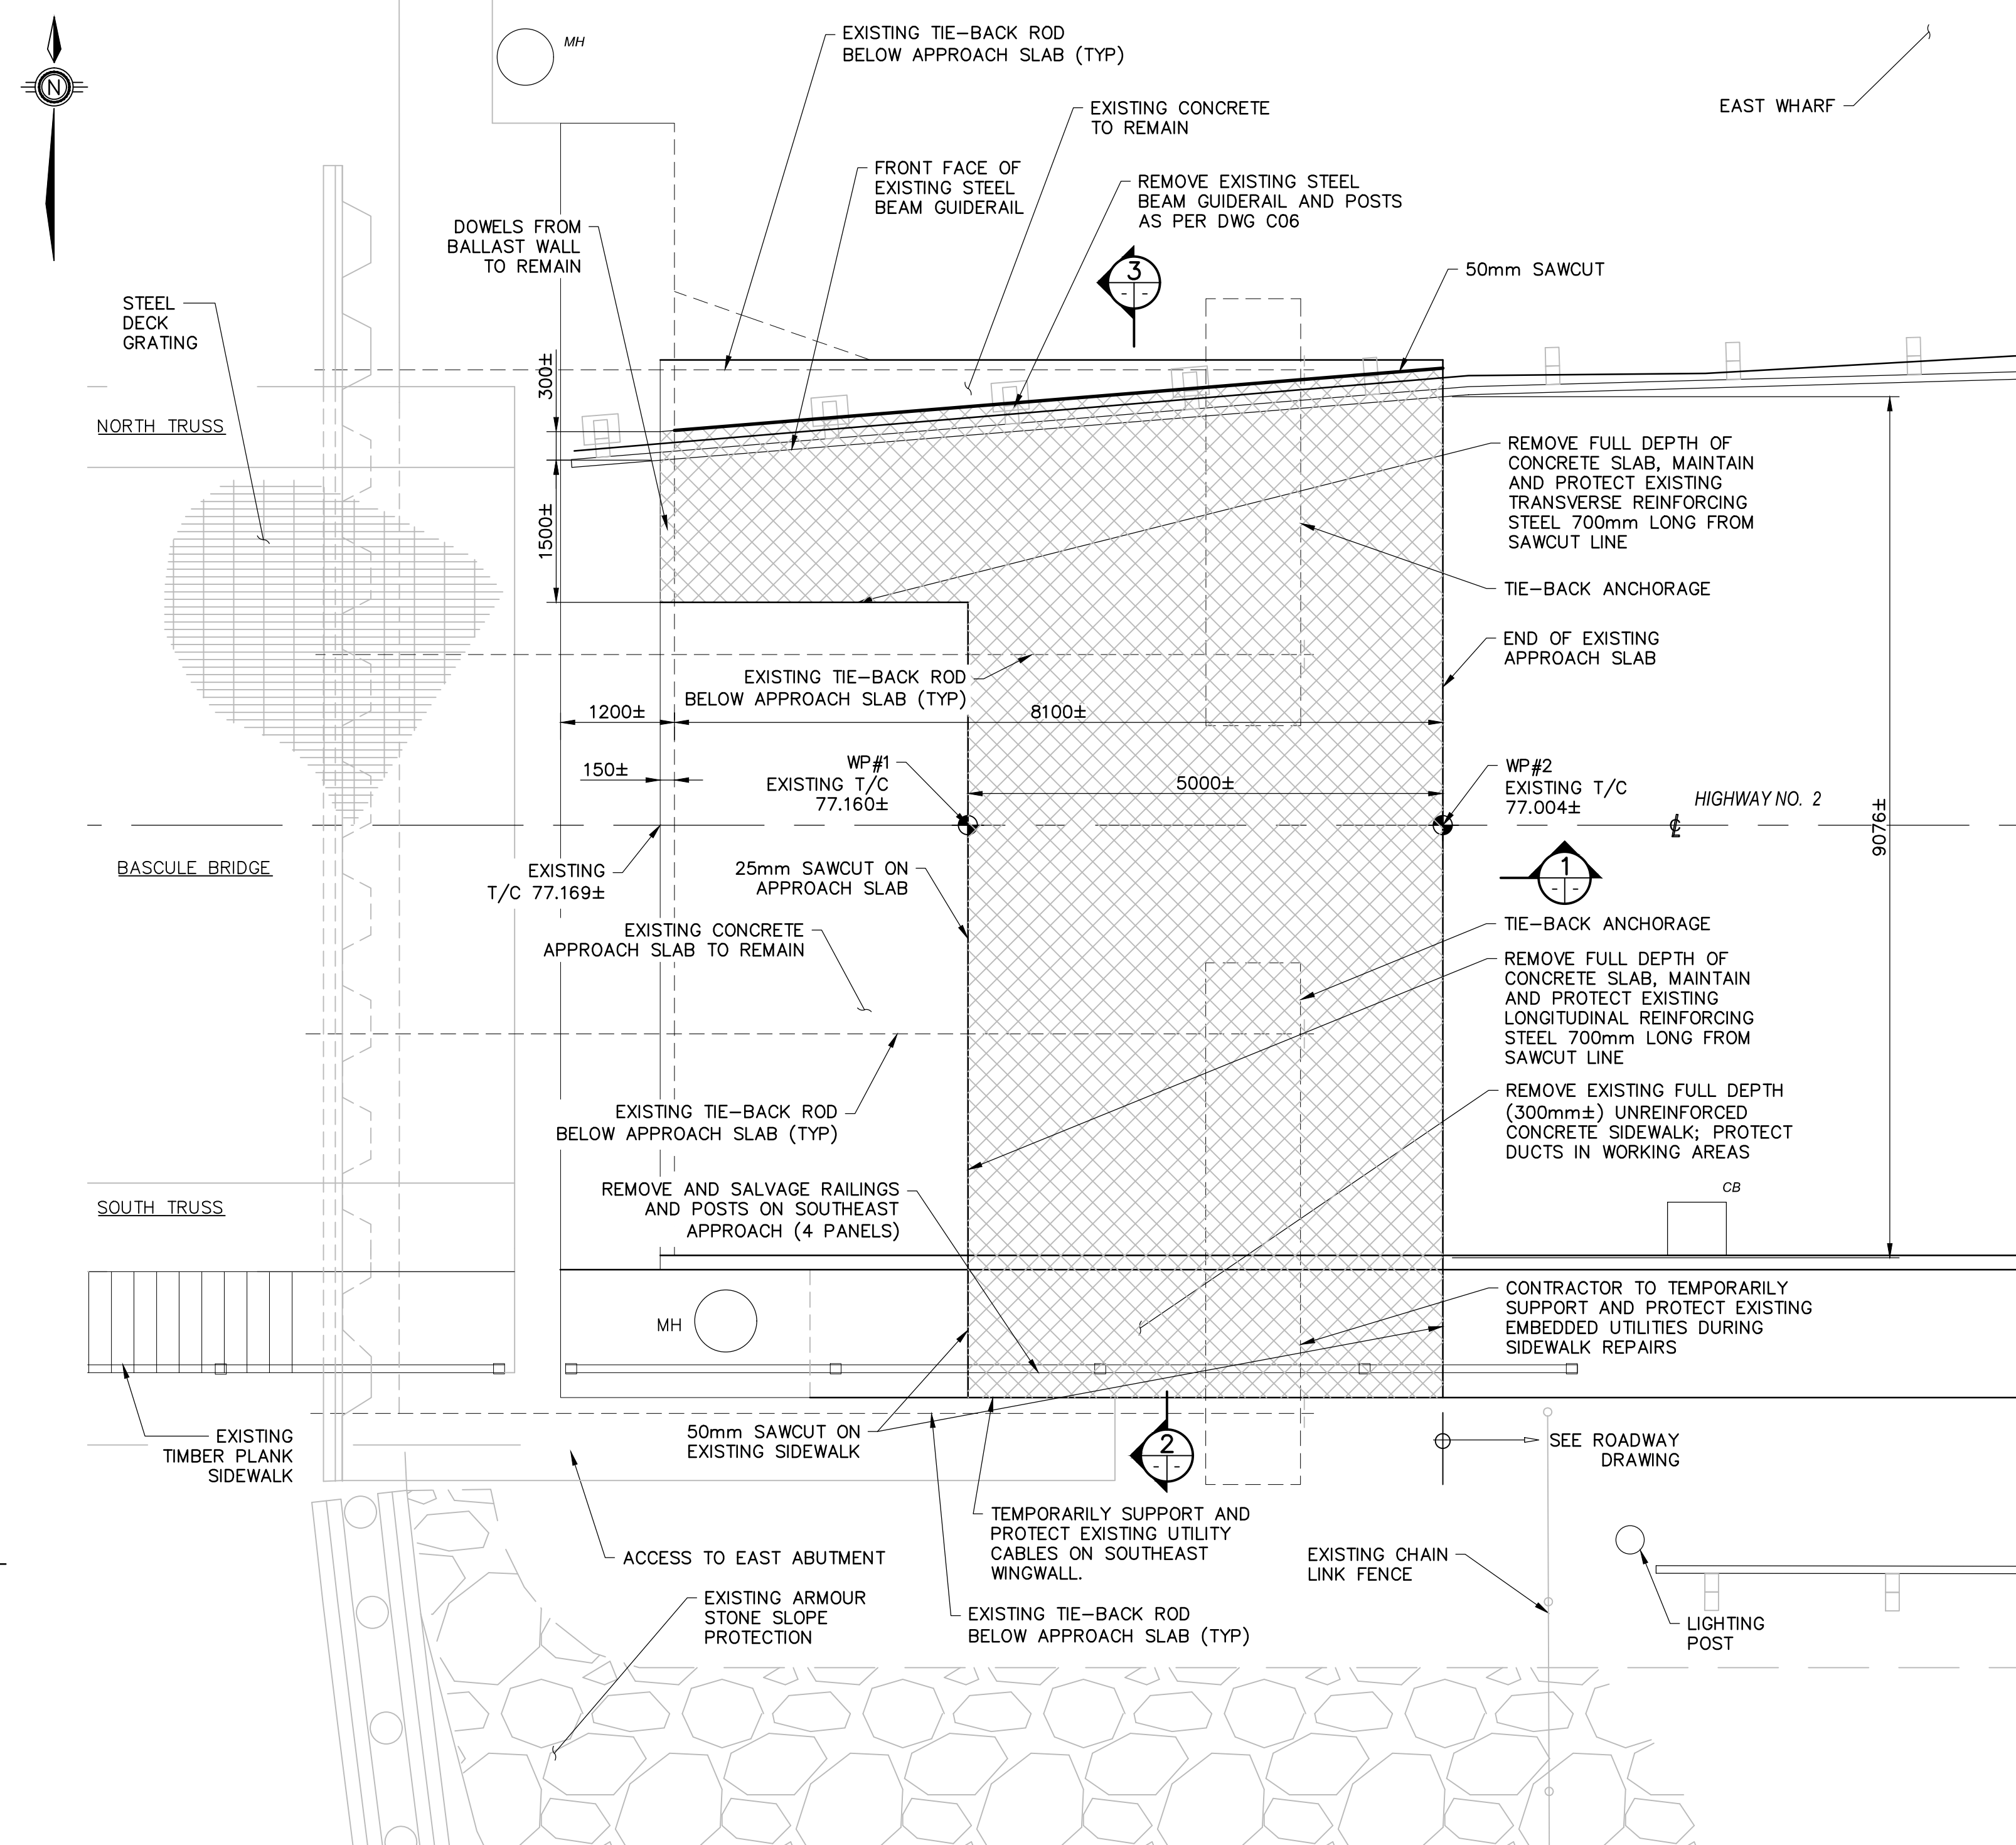 N
MH
EXISTING TIE-BACK ROD
BELOW APPROACH SLAB (TYP)
EXISTING CONCRETE
TO REMAIN
EAST WHARF
FRONT FACE OF
EXISTING STEEL
BEAM GUIDERAIL
REMOVE EXISTING STEEL
BEAM GUIDERAIL AND POSTS
AS PER DWG C06
DOWELS FROM
BALLAST WALL
TO REMAIN
3
- -
50mm SAWCUT
STEEL
DECK
GRATING
300±
NORTH TRUSS
1500±
REMOVE FULL DEPTH OF
CONCRETE SLAB, MAINTAIN
AND PROTECT EXISTING
TRANSVERSE REINFORCING
STEEL 700mm LONG FROM
SAWCUT LINE
TIE-BACK ANCHORAGE
END OF EXISTING
APPROACH SLAB
EXISTING TIE-BACK ROD
BELOW APPROACH SLAB (TYP)
1200±
8100±
150±
WP#1
EXISTING T/C
77.160±
5000±
WP#2
EXISTING T/C
77.004±
HIGHWAY NO. 2
9076±
BASCULE BRIDGE
EXISTING
T/C 77.169±
25mm SAWCUT ON
APPROACH SLAB
1
- -
EXISTING CONCRETE
APPROACH SLAB TO REMAIN
TIE-BACK ANCHORAGE
REMOVE FULL DEPTH OF
CONCRETE SLAB, MAINTAIN
AND PROTECT EXISTING
LONGITUDINAL REINFORCING
STEEL 700mm LONG FROM
SAWCUT LINE
EXISTING TIE-BACK ROD
BELOW APPROACH SLAB (TYP)
REMOVE EXISTING FULL DEPTH
(300mm±) UNREINFORCED
CONCRETE SIDEWALK; PROTECT
DUCTS IN WORKING AREAS
SOUTH TRUSS
REMOVE AND SALVAGE RAILINGS
AND POSTS ON SOUTHEAST
APPROACH (4 PANELS)
CB
MH
CONTRACTOR TO TEMPORARILY
SUPPORT AND PROTECT EXISTING
EMBEDDED UTILITIES DURING
SIDEWALK REPAIRS
EXISTING
TIMBER PLANK
SIDEWALK
50mm SAWCUT ON
EXISTING SIDEWALK
2
- -
SEE ROADWAY
DRAWING
ACCESS TO EAST ABUTMENT
TEMPORARILY SUPPORT AND
PROTECT EXISTING UTILITY
CABLES ON SOUTHEAST
WINGWALL.
EXISTING CHAIN
LINK FENCE
EXISTING ARMOUR
STONE SLOPE
PROTECTION
EXISTING TIE-BACK ROD
BELOW APPROACH SLAB (TYP)
LIGHTING
POST